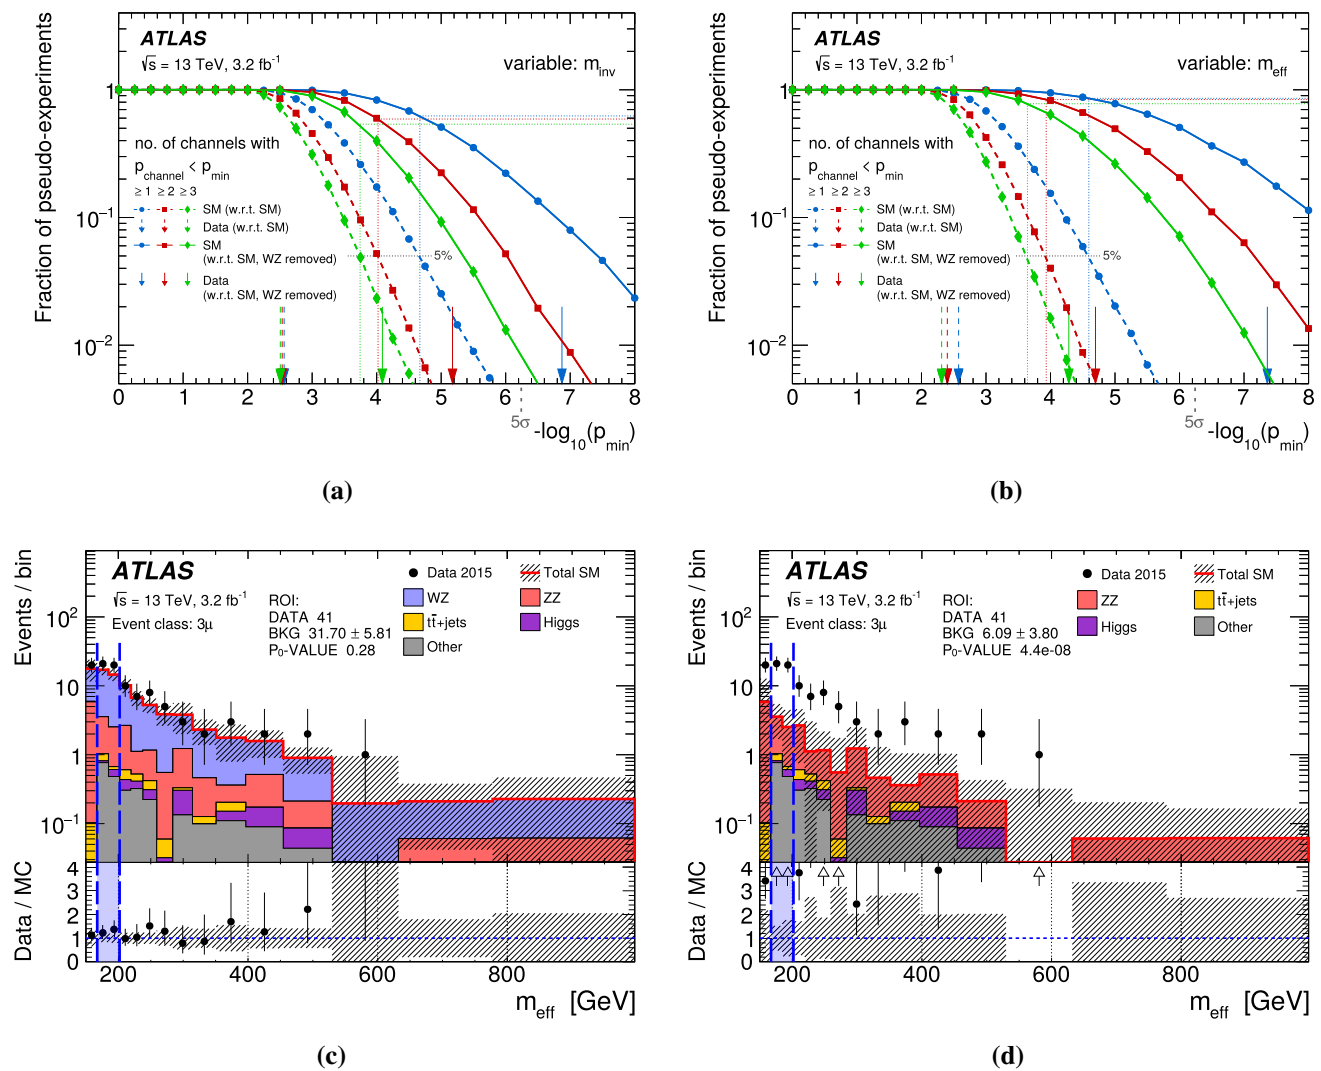 ATLAS
√s = 13 TeV, 3.2 fb-1
variable: minv
Fraction of pseudo-experiments
no. of channels with
pchannel < pmin
≥ 1 ≥ 2 ≥ 3
SM (w.r.t. SM)
Data (w.r.t. SM)
SM
(w.r.t. SM, WZ removed)
Data
(w.r.t. SM, WZ removed)
5%
1
10-1
10-2
0 1 2 3 4 5 6 7 8
5σ
-log10(pmin)
(a)
ATLAS
√s = 13 TeV, 3.2 fb-1
variable: meff
Fraction of pseudo-experiments
no. of channels with
pchannel < pmin
≥ 1 ≥ 2 ≥ 3
SM (w.r.t. SM)
Data (w.r.t. SM)
SM
(w.r.t. SM, WZ removed)
Data
(w.r.t. SM, WZ removed)
5%
1
10-1
10-2
0 1 2 3 4 5 6 7 8
5σ
-log10(pmin)
(b)
ATLAS
√s = 13 TeV, 3.2 fb-1
Event class: 3μ
ROI:
DATA 41
BKG 31.70 ± 5.81
P0-VALUE 0.28
Data 2015
Total SM
WZ
ZZ
tt̄+jets
Higgs
Other
Events / bin
102
10
1
10-1
Data / MC
4
3
2
1
0
200 400 600 800
meff [GeV]
(c)
ATLAS
√s = 13 TeV, 3.2 fb-1
Event class: 3μ
ROI:
DATA 41
BKG 6.09 ± 3.80
P0-VALUE 4.4e-08
Data 2015
Total SM
ZZ
tt̄+jets
Higgs
Other
Events / bin
102
10
1
10-1
Data / MC
4
3
2
1
0
200 400 600 800
meff [GeV]
(d)